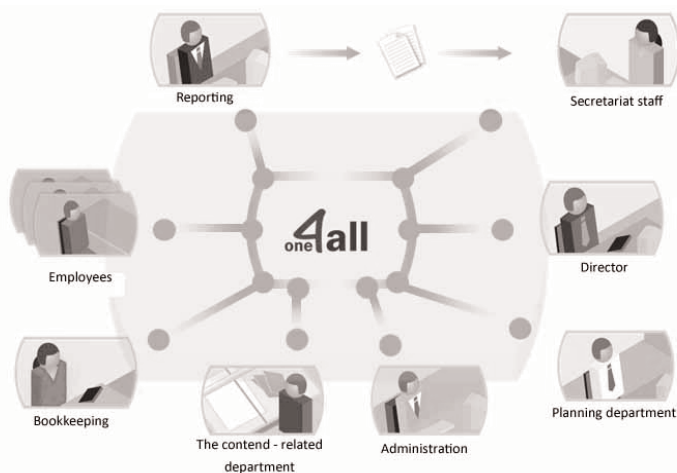 Reporting
Secretariat staff
one4all
Employees
Director
Bookkeeping
The contend - related
department
Administration
Planning department